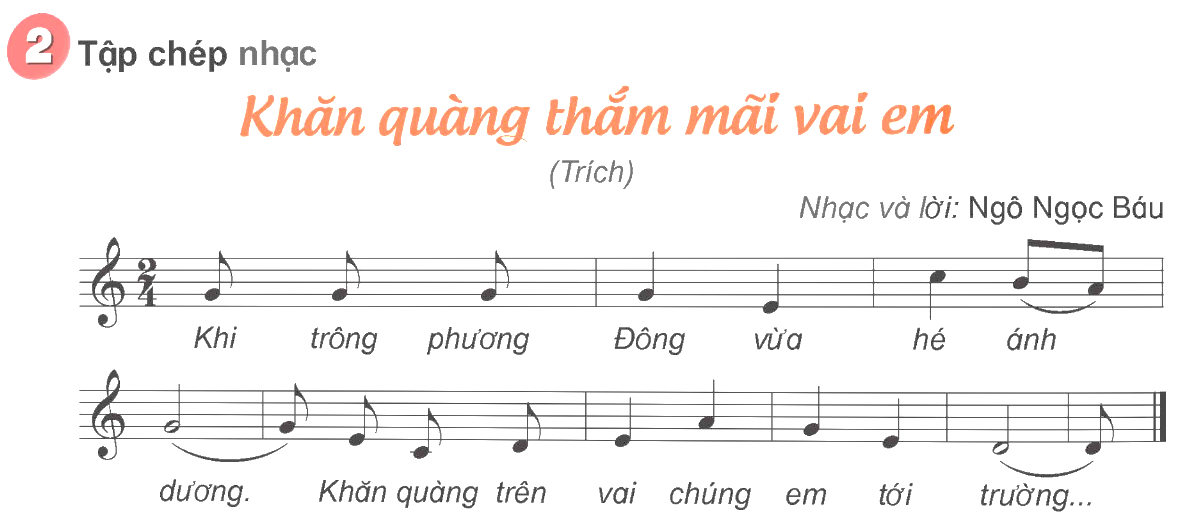 2 Tập chép nhạc
Khăn quàng thắm mãi vai em
(Trích)
Nhạc và lời: Ngô Ngọc Báu
2
4
Khi trông phương Đông vừa hé ánh
dương. Khăn quàng trên vai chúng em tới trường...